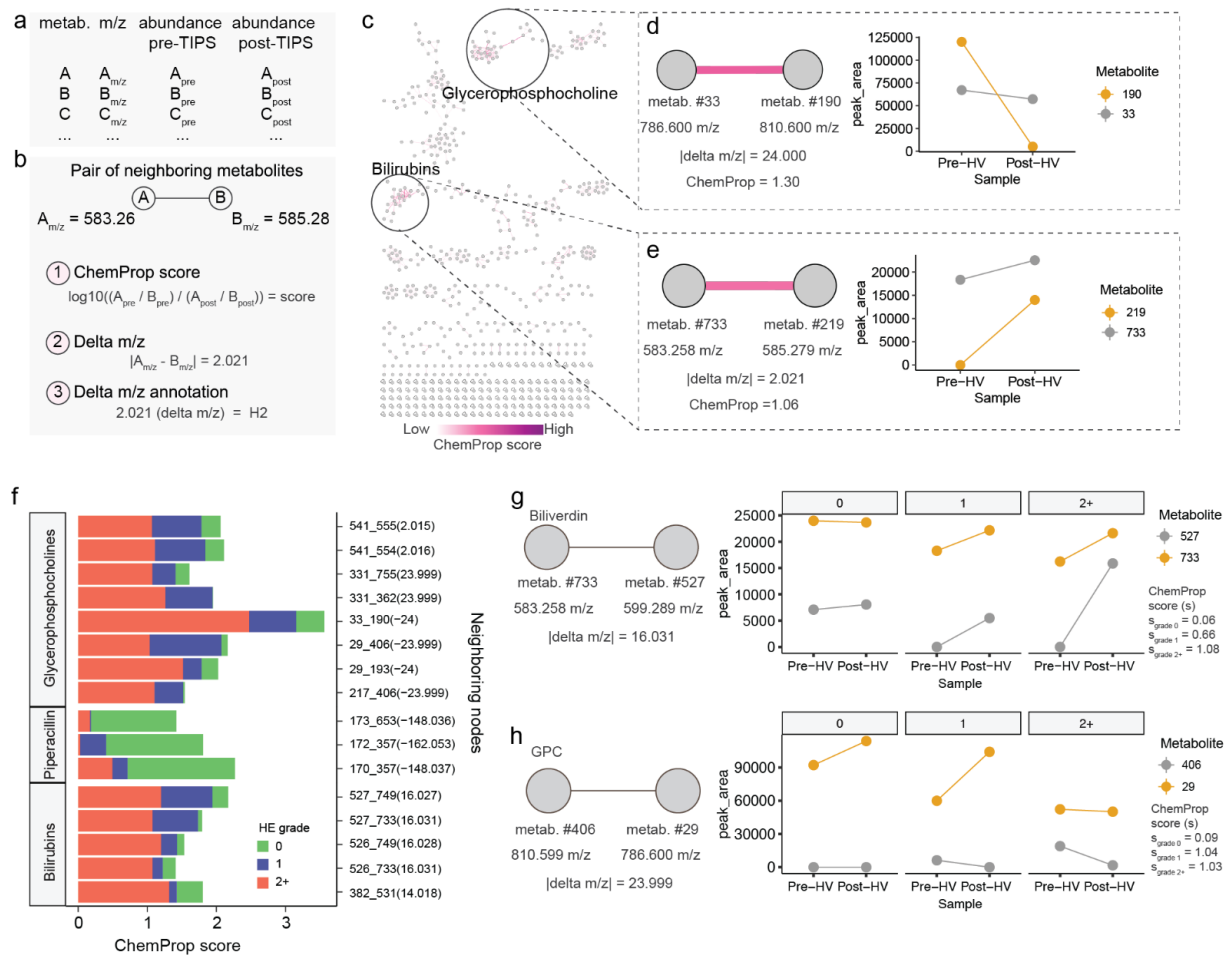 a
metab. m/z abundance pre-TIPS abundance post-TIPS
A A_m/z A_pre A_post
B B_m/z B_pre B_post
C C_m/z C_pre C_post
... ... ... ...
b
Pair of neighboring metabolites
A B
A_m/z = 583.26 B_m/z = 585.28
1 ChemProp score
log10((A_pre / B_pre) / (A_post / B_post)) = score
2 Delta m/z
|A_m/z - B_m/z| = 2.021
3 Delta m/z annotation
2.021 (delta m/z) = H2
c
Glycerophosphocholine
Bilirubins
Low High
ChemProp score
d
metab. #33 metab. #190
786.600 m/z 810.600 m/z
|delta m/z| = 24.000
ChemProp = 1.30
peak_area
125000
100000
75000
50000
25000
0
Pre-HV Post-HV
Sample
Metabolite
190
33
e
metab. #733 metab. #219
583.258 m/z 585.279 m/z
|delta m/z| = 2.021
ChemProp =1.06
peak_area
20000
15000
10000
5000
0
Pre-HV Post-HV
Sample
Metabolite
219
733
f
Glycerophosphocholines
Piperacillin
Bilirubins
541_555(2.015)
541_554(2.016)
331_755(23.999)
331_362(23.999)
33_190(-24)
29_406(-23.999)
29_193(-24)
217_406(-23.999)
173_653(-148.036)
172_357(-162.053)
170_357(-148.037)
527_749(16.027)
527_733(16.031)
526_749(16.028)
526_733(16.031)
382_531(14.018)
Neighboring nodes
HE grade
0
1
2+
0 1 2 3
ChemProp score
g
Biliverdin
metab. #733 metab. #527
583.258 m/z 599.289 m/z
|delta m/z| = 16.031
0 1 2+
peak_area
25000
20000
15000
10000
5000
0
Pre-HV Post-HV Pre-HV Post-HV Pre-HV Post-HV
Sample
Metabolite
527
733
ChemProp
score (s)
s_grade 0 = 0.06
s_grade 1 = 0.66
s_grade 2+ = 1.08
h
GPC
metab. #406 metab. #29
810.599 m/z 786.600 m/z
|delta m/z| = 23.999
0 1 2+
peak_area
90000
60000
30000
0
Pre-HV Post-HV Pre-HV Post-HV Pre-HV Post-HV
Sample
Metabolite
406
29
ChemProp
score (s)
s_grade 0 = 0.09
s_grade 1 = 1.04
s_grade 2+ = 1.03